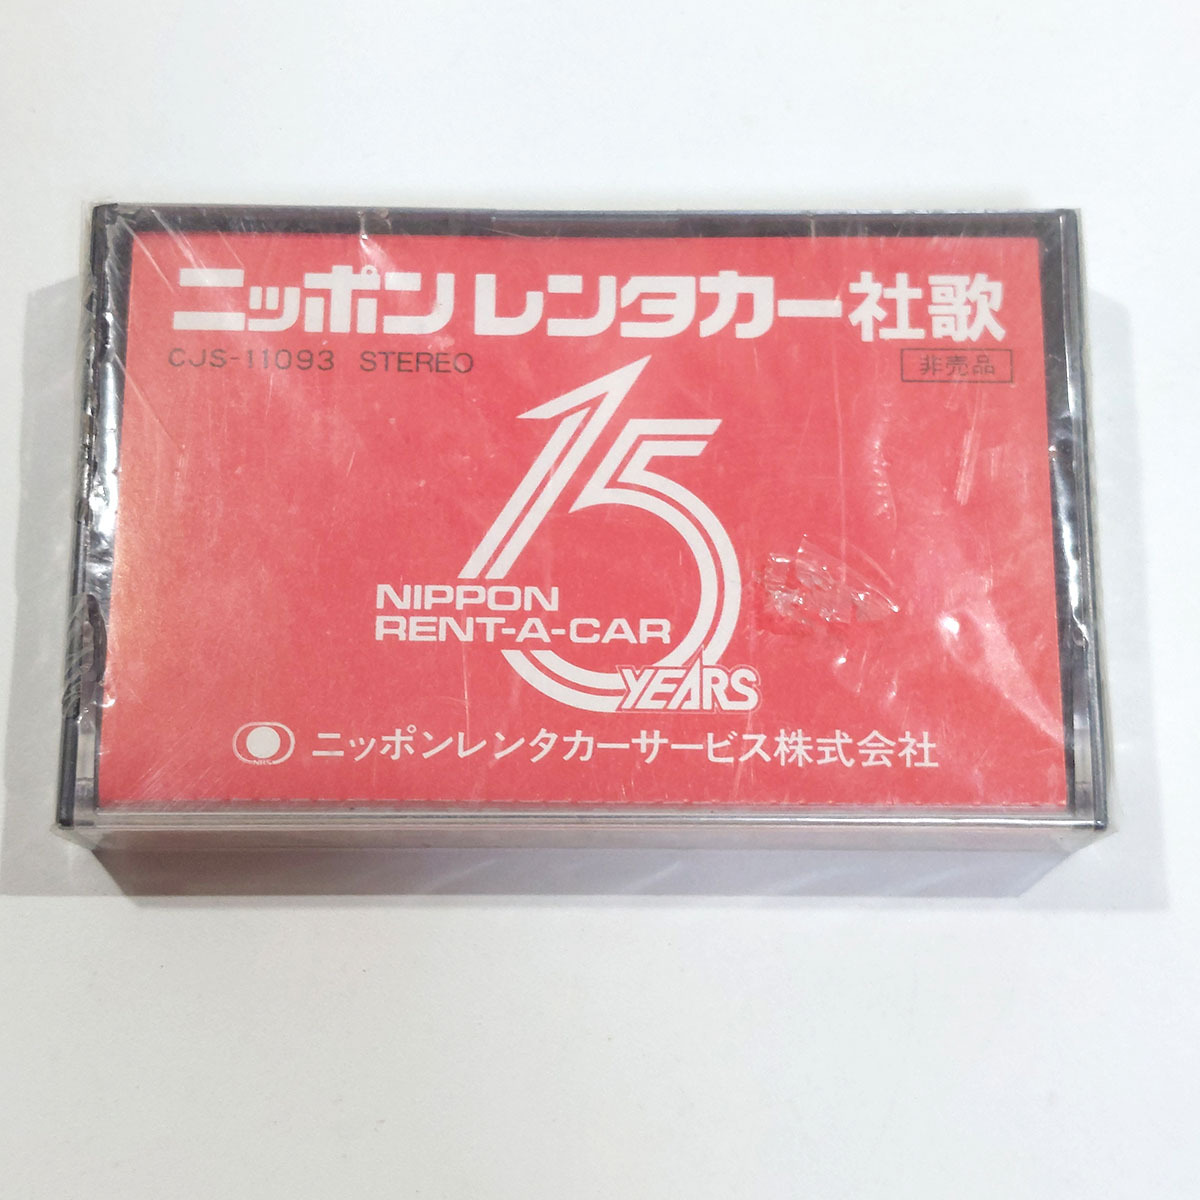 ニッポンレンタカー社歌
CJS-11093 STEREO
非売品
15
NIPPON
RENT-A-CAR
YEARS
NRS
ニッポンレンタカーサービス株式会社